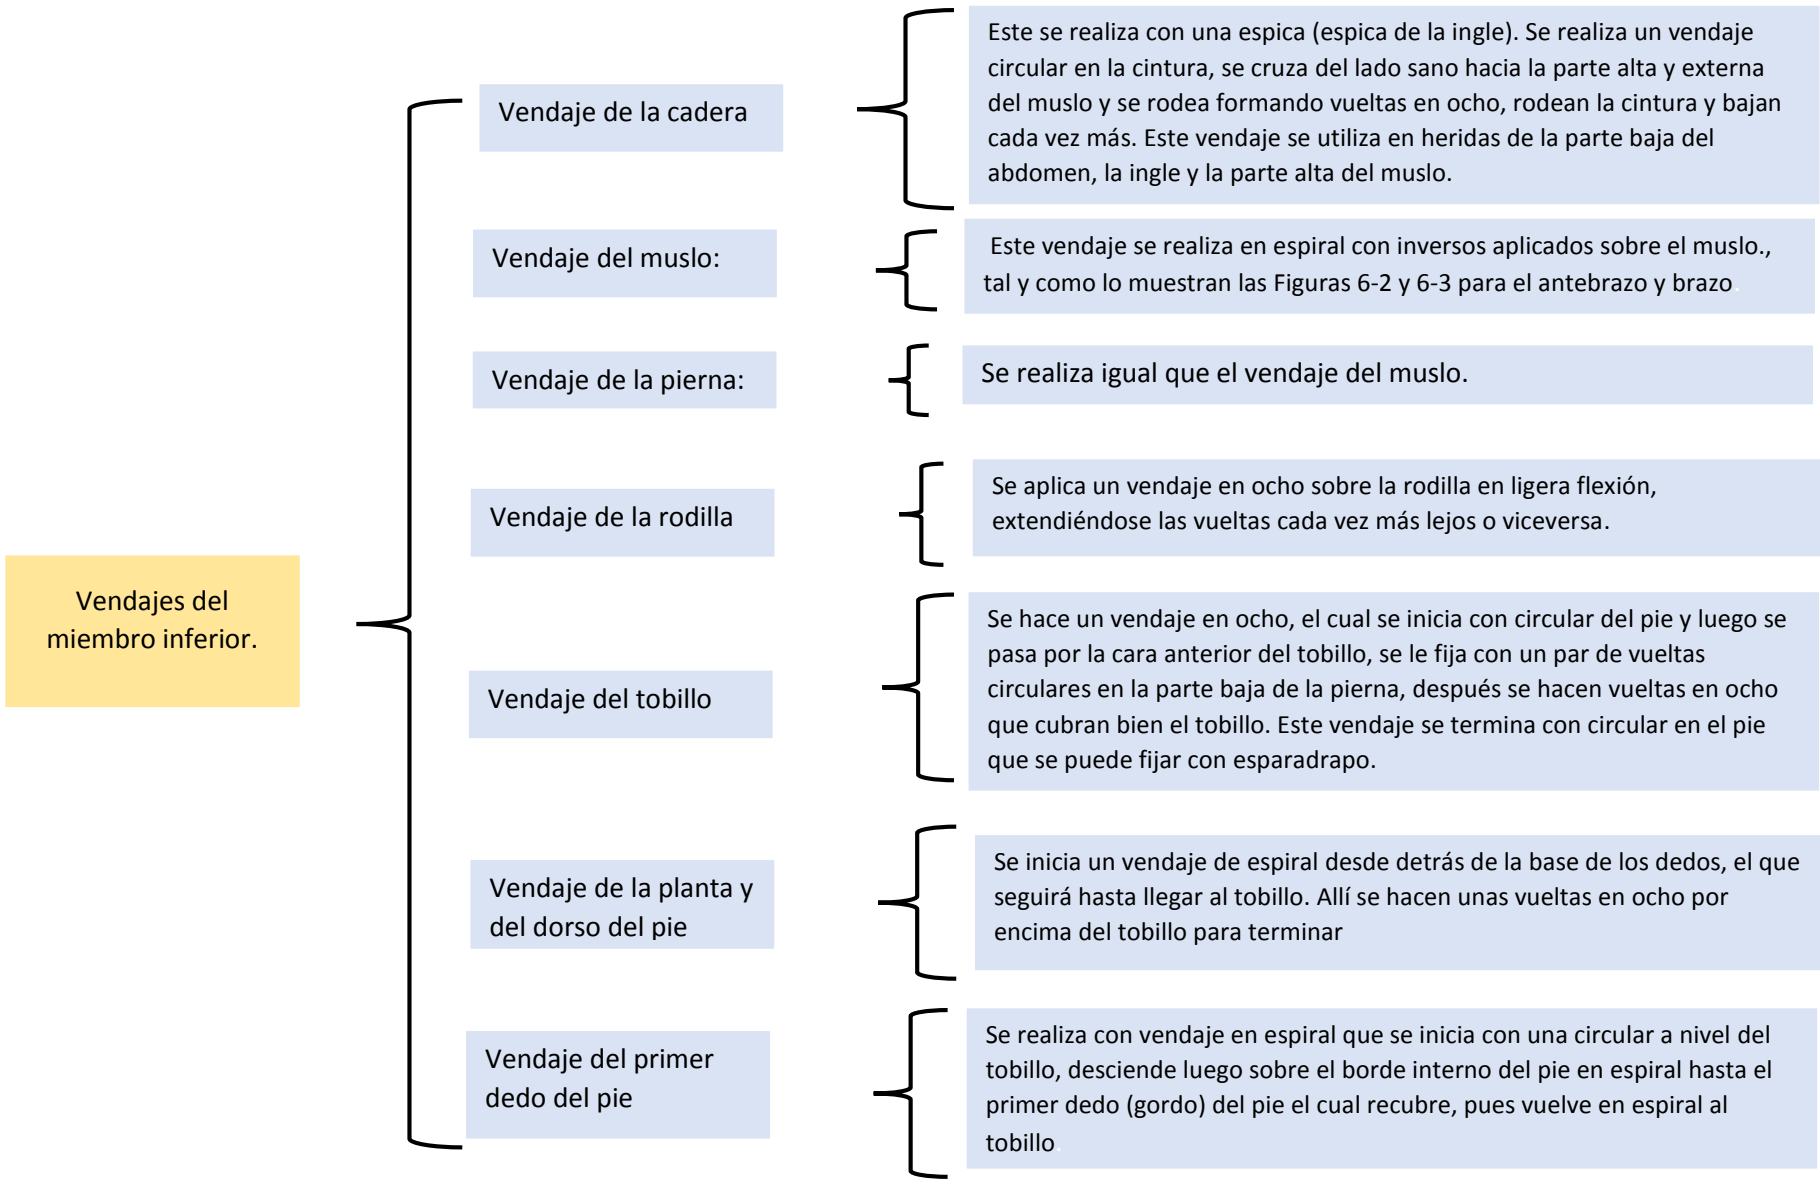 Vendajes del
miembro inferior.
Vendaje de la cadera
Este se realiza con una espica (espica de la ingle). Se realiza un vendaje
circular en la cintura, se cruza del lado sano hacia la parte alta y externa
del muslo y se rodea formando vueltas en ocho, rodean la cintura y bajan
cada vez más. Este vendaje se utiliza en heridas de la parte baja del
abdomen, la ingle y la parte alta del muslo.
Vendaje del muslo:
Este vendaje se realiza en espiral con inversos aplicados sobre el muslo.,
tal y como lo muestran las Figuras 6-2 y 6-3 para el antebrazo y brazo.
Vendaje de la pierna:
Se realiza igual que el vendaje del muslo.
Vendaje de la rodilla
Se aplica un vendaje en ocho sobre la rodilla en ligera flexión,
extendiéndose las vueltas cada vez más lejos o viceversa.
Vendaje del tobillo
Se hace un vendaje en ocho, el cual se inicia con circular del pie y luego se
pasa por la cara anterior del tobillo, se le fija con un par de vueltas
circulares en la parte baja de la pierna, después se hacen vueltas en ocho
que cubran bien el tobillo. Este vendaje se termina con circular en el pie
que se puede fijar con esparadrapo.
Vendaje de la planta y
del dorso del pie
Se inicia un vendaje de espiral desde detrás de la base de los dedos, el que
seguirá hasta llegar al tobillo. Allí se hacen unas vueltas en ocho por
encima del tobillo para terminar
Vendaje del primer
dedo del pie
Se realiza con vendaje en espiral que se inicia con una circular a nivel del
tobillo, desciende luego sobre el borde interno del pie en espiral hasta el
primer dedo (gordo) del pie el cual recubre, pues vuelve en espiral al
tobillo.